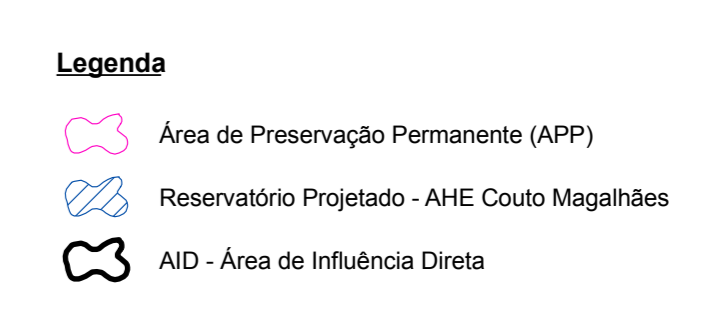 Legenda
Área de Preservação Permanente (APP)
Reservatório Projetado - AHE Couto Magalhães
AID - Área de Influência Direta